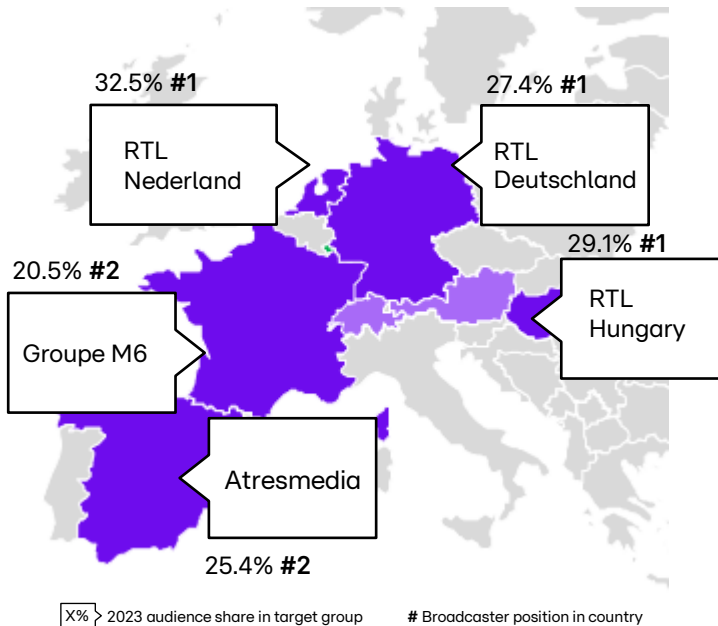 32.5% #1
27.4% #1
RTL
Nederland
RTL
Deutschland
29.1% #1
20.5% #2
RTL
Hungary
Groupe M6
Atresmedia
25.4% #2
X% 2023 audience share in target group
# Broadcaster position in country